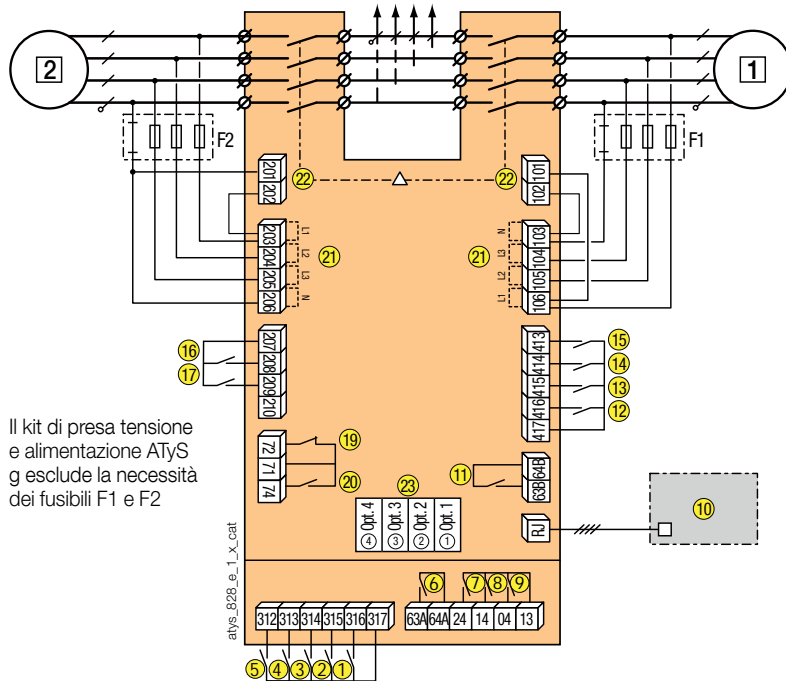 2
1
F2
F1
201
202
22
22
101
102
203
204
205
206
L1
L2
L3
N
21
21
N
L3
L2
L1
103
104
105
106
16
17
207
208
209
210
413
414
415
416
417
15
14
13
12
Il kit di presa tensione
e alimentazione ATyS
g esclude la necessità
dei fusibili F1 e F2
72
71
74
19
20
23
4 Opt. 4
3 Opt. 3
2 Opt. 2
1 Opt. 1
11
64B
63B
RJ
10
atys_828_e_1_x_cat
6
7
8
9
312 313 314 315 316 317
63A 64A 24 14 04 13
5 4 3 2 1